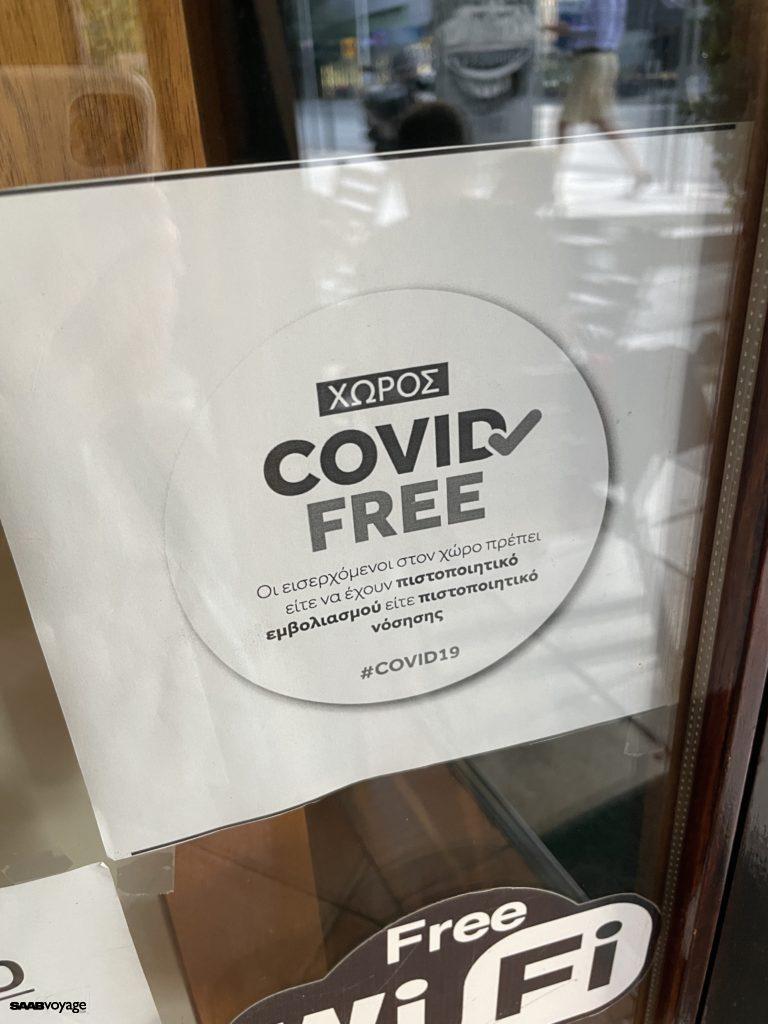 ΧΩΡΟΣ
COVID
FREE
Οι εισερχόμενοι στον χώρο πρέπει
είτε να έχουν πιστοποιητικό
εμβολιασμού είτε πιστοποιητικό
νόσησης
#COVID19
Free
Wi Fi
SAABvoyage